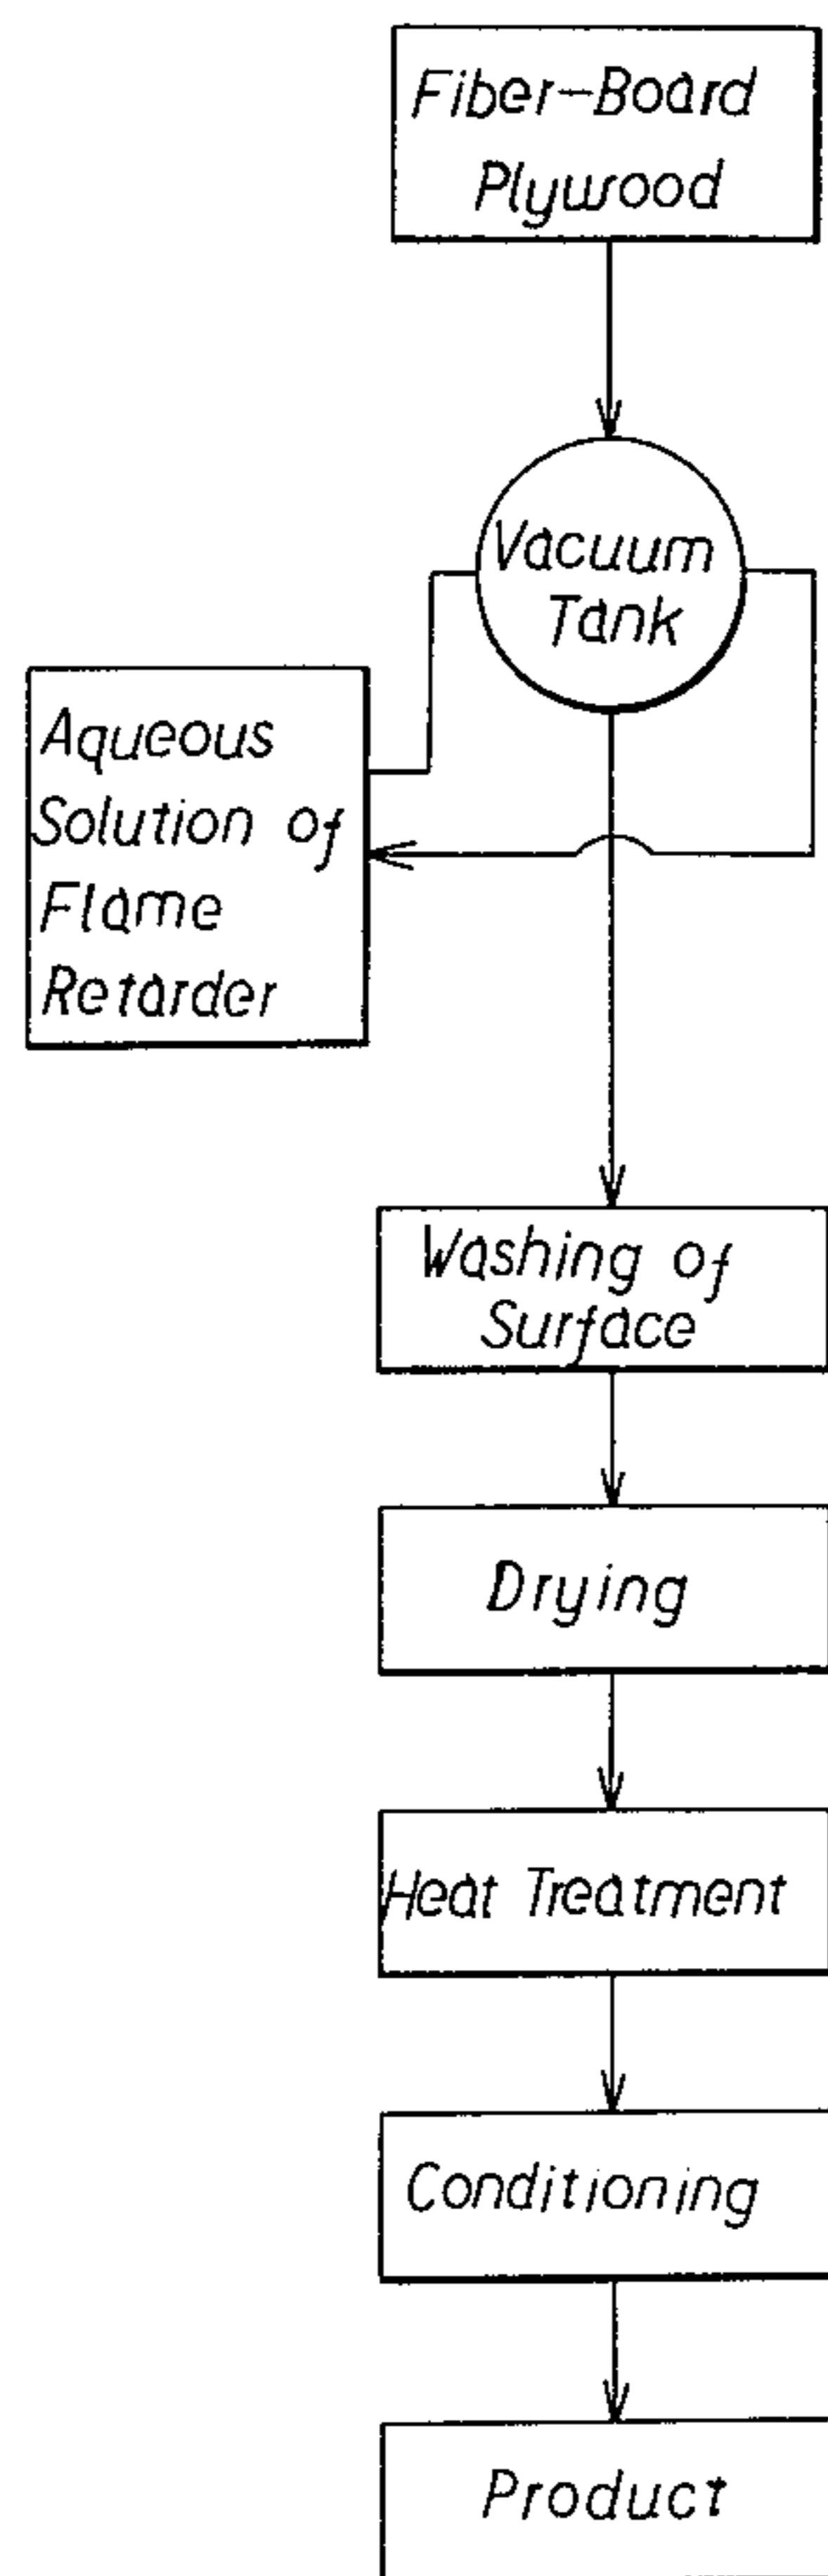 Fiber-Board
Plywood
Vacuum
Tank
Aqueous
Solution of
Flame
Retarder
Washing of
Surface
Drying
Heat Treatment
Conditioning
Product